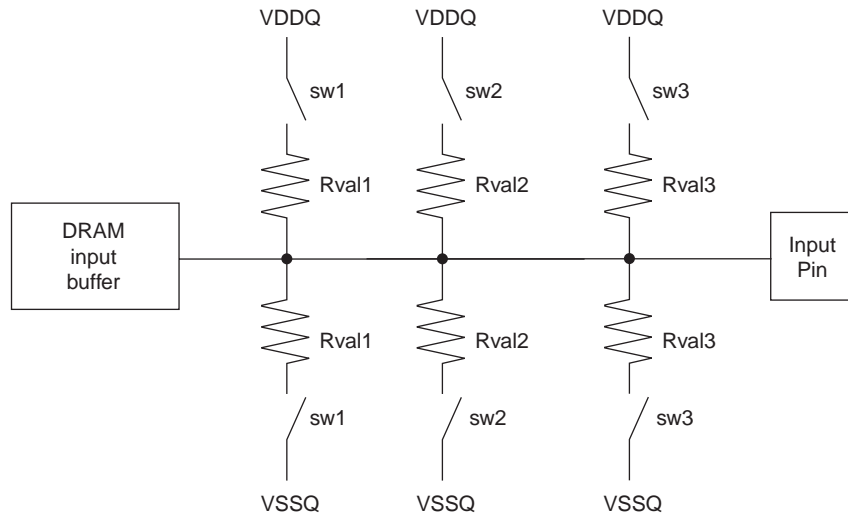 VDDQ VDDQ VDDQ
sw1 sw2 sw3
Rval1 Rval2 Rval3
DRAM
input
buffer
Input
Pin
Rval1 Rval2 Rval3
sw1 sw2 sw3
VSSQ VSSQ VSSQ